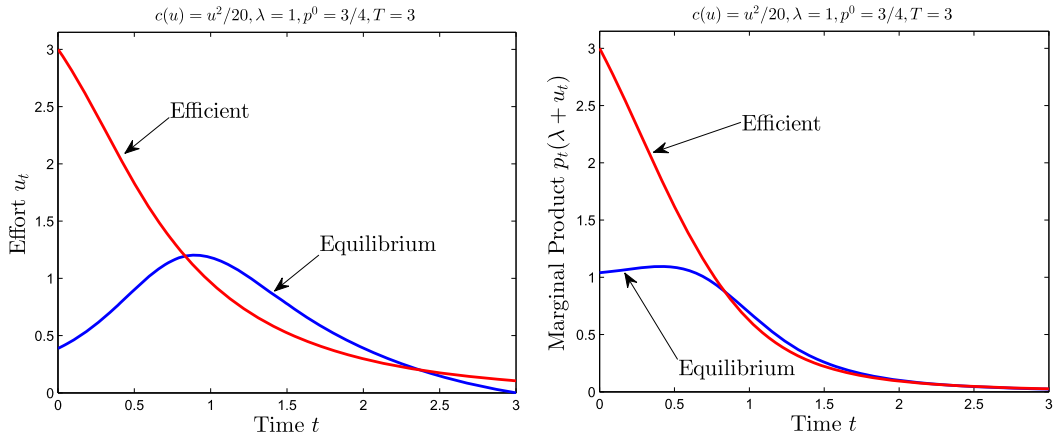 c(u) = u²/20, λ = 1, p⁰ = 3/4, T = 3
Effort uₜ
3
2.5
2
1.5
1
0.5
0
Efficient
Equilibrium
0 0.5 1 1.5 2 2.5 3
Time t
c(u) = u²/20, λ = 1, p⁰ = 3/4, T = 3
Marginal Product pₜ(λ + uₜ)
3
2.5
2
1.5
1
0.5
0
Efficient
Equilibrium
0 0.5 1 1.5 2 2.5 3
Time t